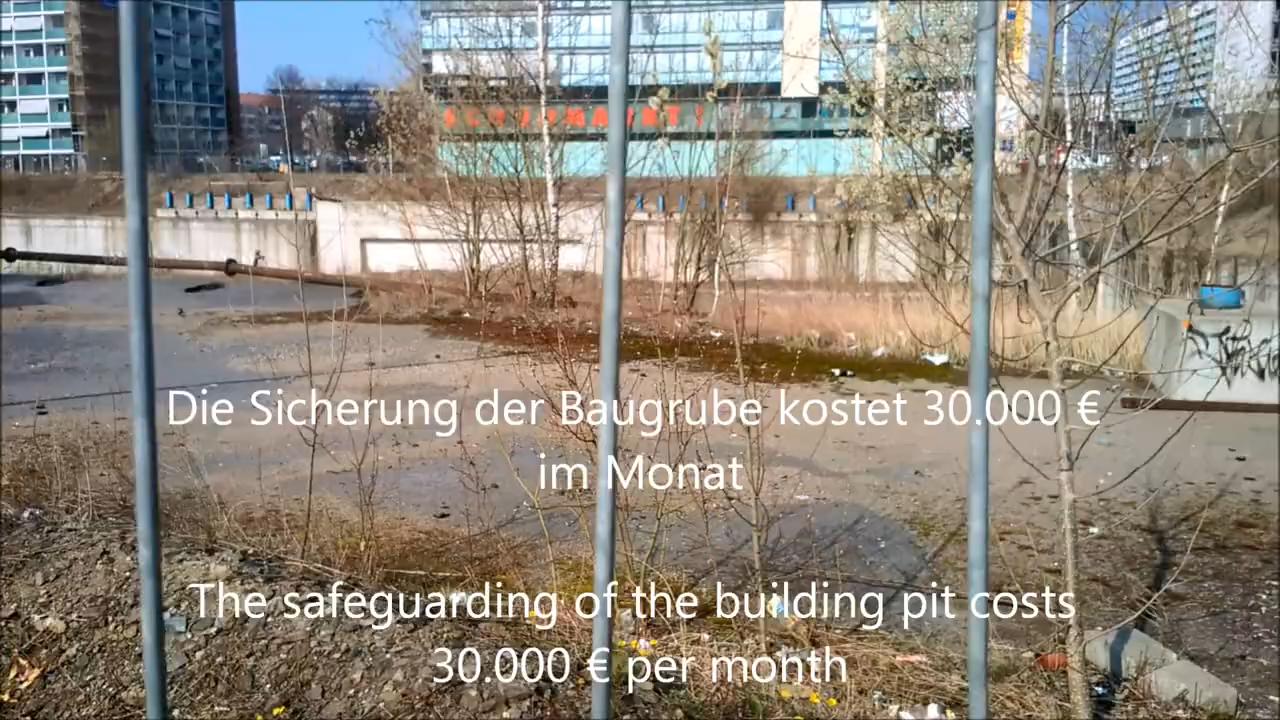 Die Sicherung der Baugrube kostet 30.000 €
im Monat
The safeguarding of the building pit costs
30.000 € per month